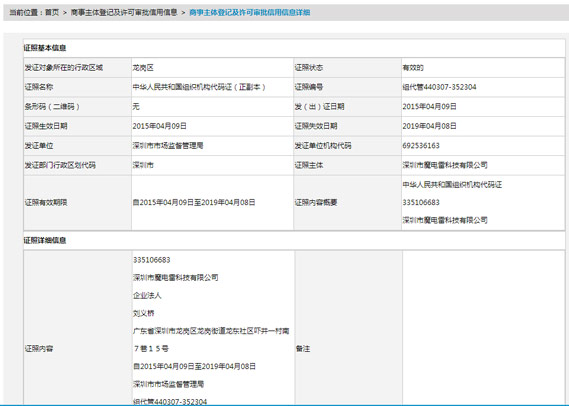 当前位置：首页 > 商事主体登记及许可审批信用信息 > 商事主体登记及许可审批信用信息详细
证照基本信息
发证对象所在的行政区域 龙岗区 证照状态 有效的
证照名称 中华人民共和国组织机构代码证（正副本） 证照编号 组代管440307-352304
条形码（二维码） 无 发（出）证日期 2015年04月09日
证照生效日期 2015年04月09日 证照失效日期 2019年04月08日
发证单位 深圳市市场监督管理局 发证单位机构代码 692536163
发证部门行政区划代码 深圳市 证照主体 深圳市魔电雷科技有限公司
证照有效期限 自2015年04月09日至2019年04月08日 证照内容概要 中华人民共和国组织机构代码证
335106683
深圳市魔电雷科技有限公司
证照详细信息
证照内容 335106683
深圳市魔电雷科技有限公司
企业法人
刘义桥
广东省深圳市龙岗区龙岗街道龙东社区吓井一村南
７巷１５号
自2015年04月09日至2019年04月08日
深圳市市场监督管理局
组代管440307-352304
备注